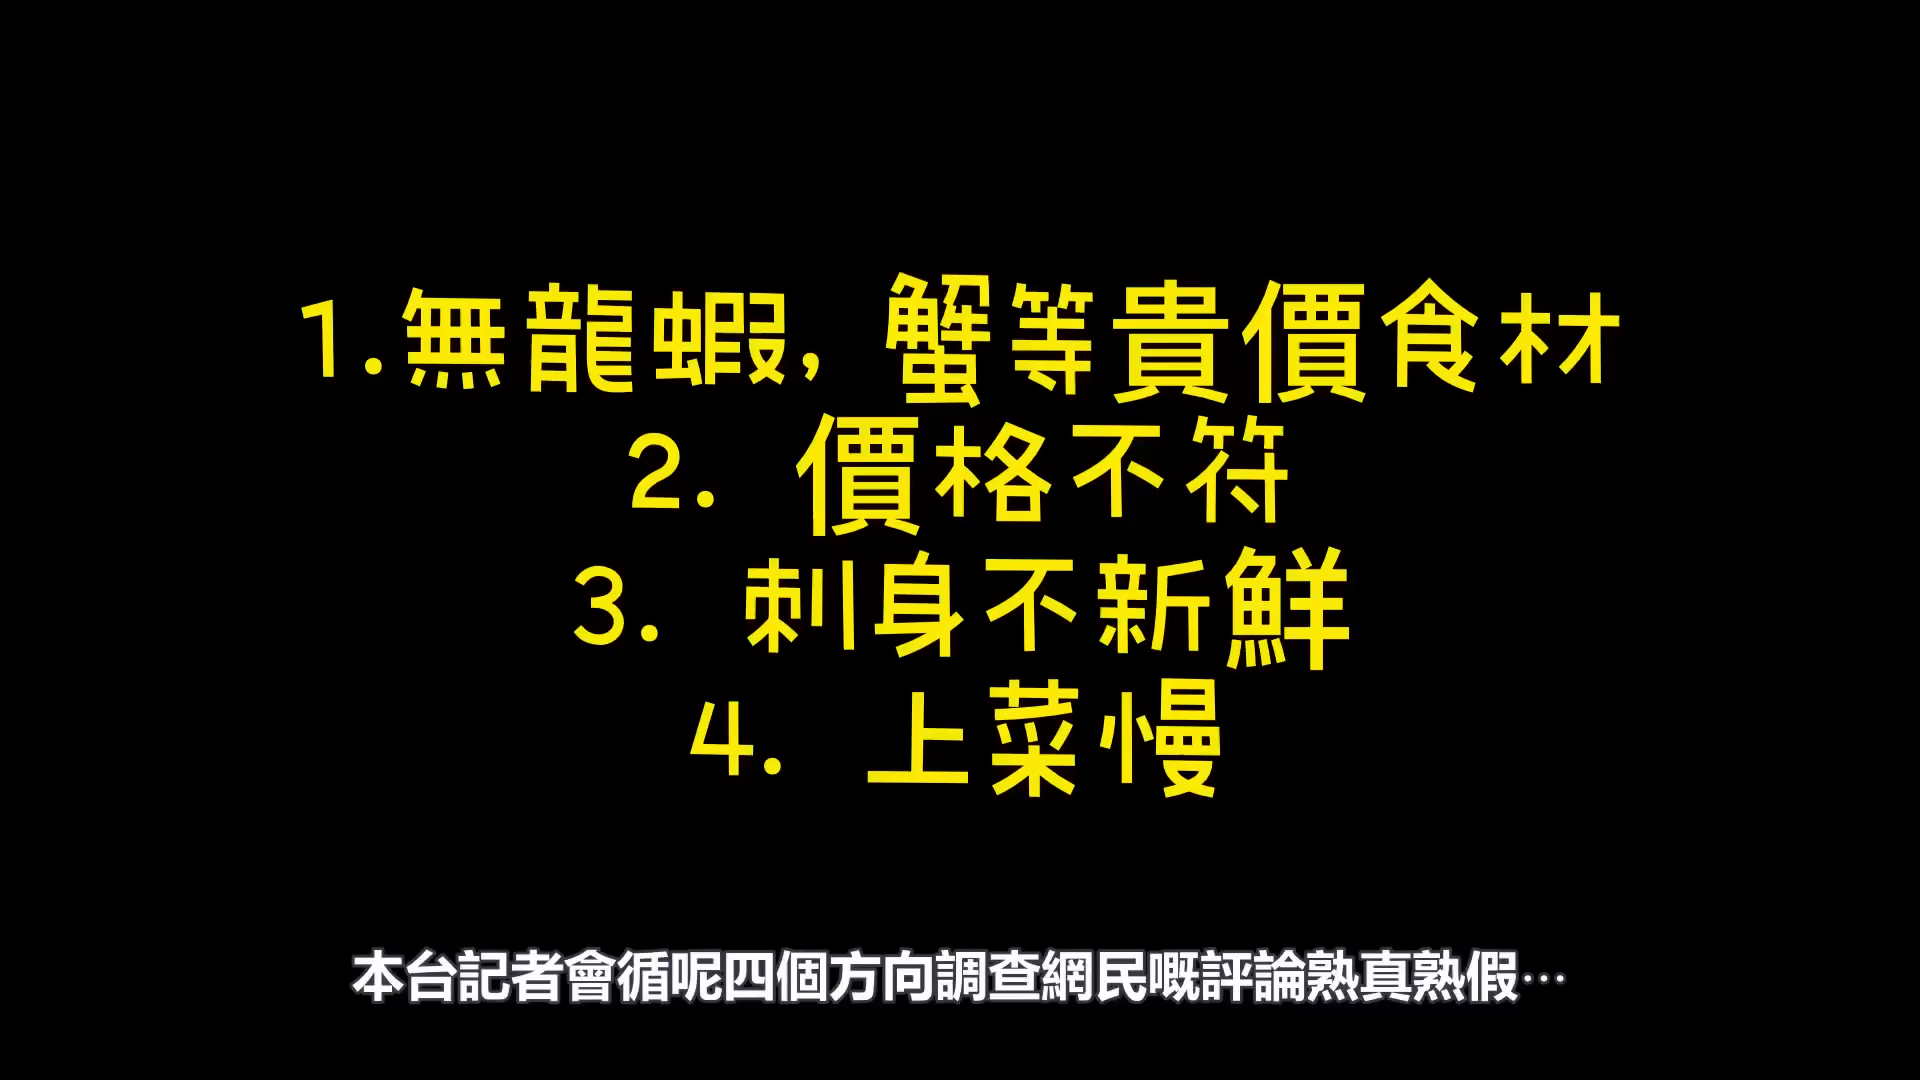 1.無龍蝦, 蟹等貴價食材
2. 價格不符
3. 刺身不新鮮
4. 上菜慢
本台記者會循呢四個方向調查網民嘅評論熟真熟假…